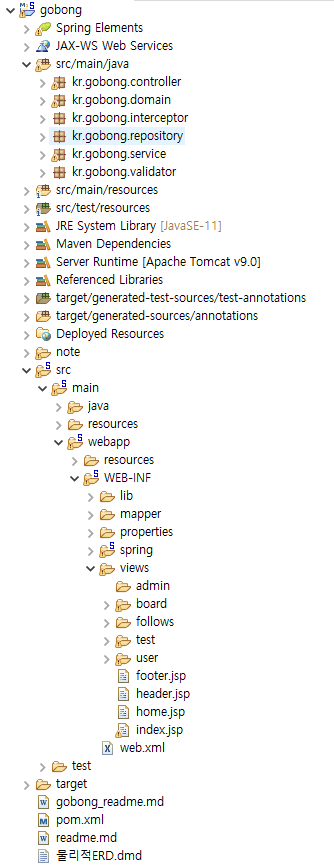 gobong
Spring Elements
JAX-WS Web Services
src/main/java
kr.gobong.controller
kr.gobong.domain
kr.gobong.interceptor
kr.gobong.repository
kr.gobong.service
kr.gobong.validator
src/main/resources
src/test/resources
JRE System Library [JavaSE-11]
Maven Dependencies
Server Runtime [Apache Tomcat v9.0]
Referenced Libraries
target/generated-test-sources/test-annotations
target/generated-sources/annotations
Deployed Resources
note
src
main
java
resources
webapp
resources
WEB-INF
lib
mapper
properties
spring
views
admin
board
follows
test
user
footer.jsp
header.jsp
home.jsp
index.jsp
web.xml
test
target
gobong_readme.md
pom.xml
readme.md
물리적ERD.dmd